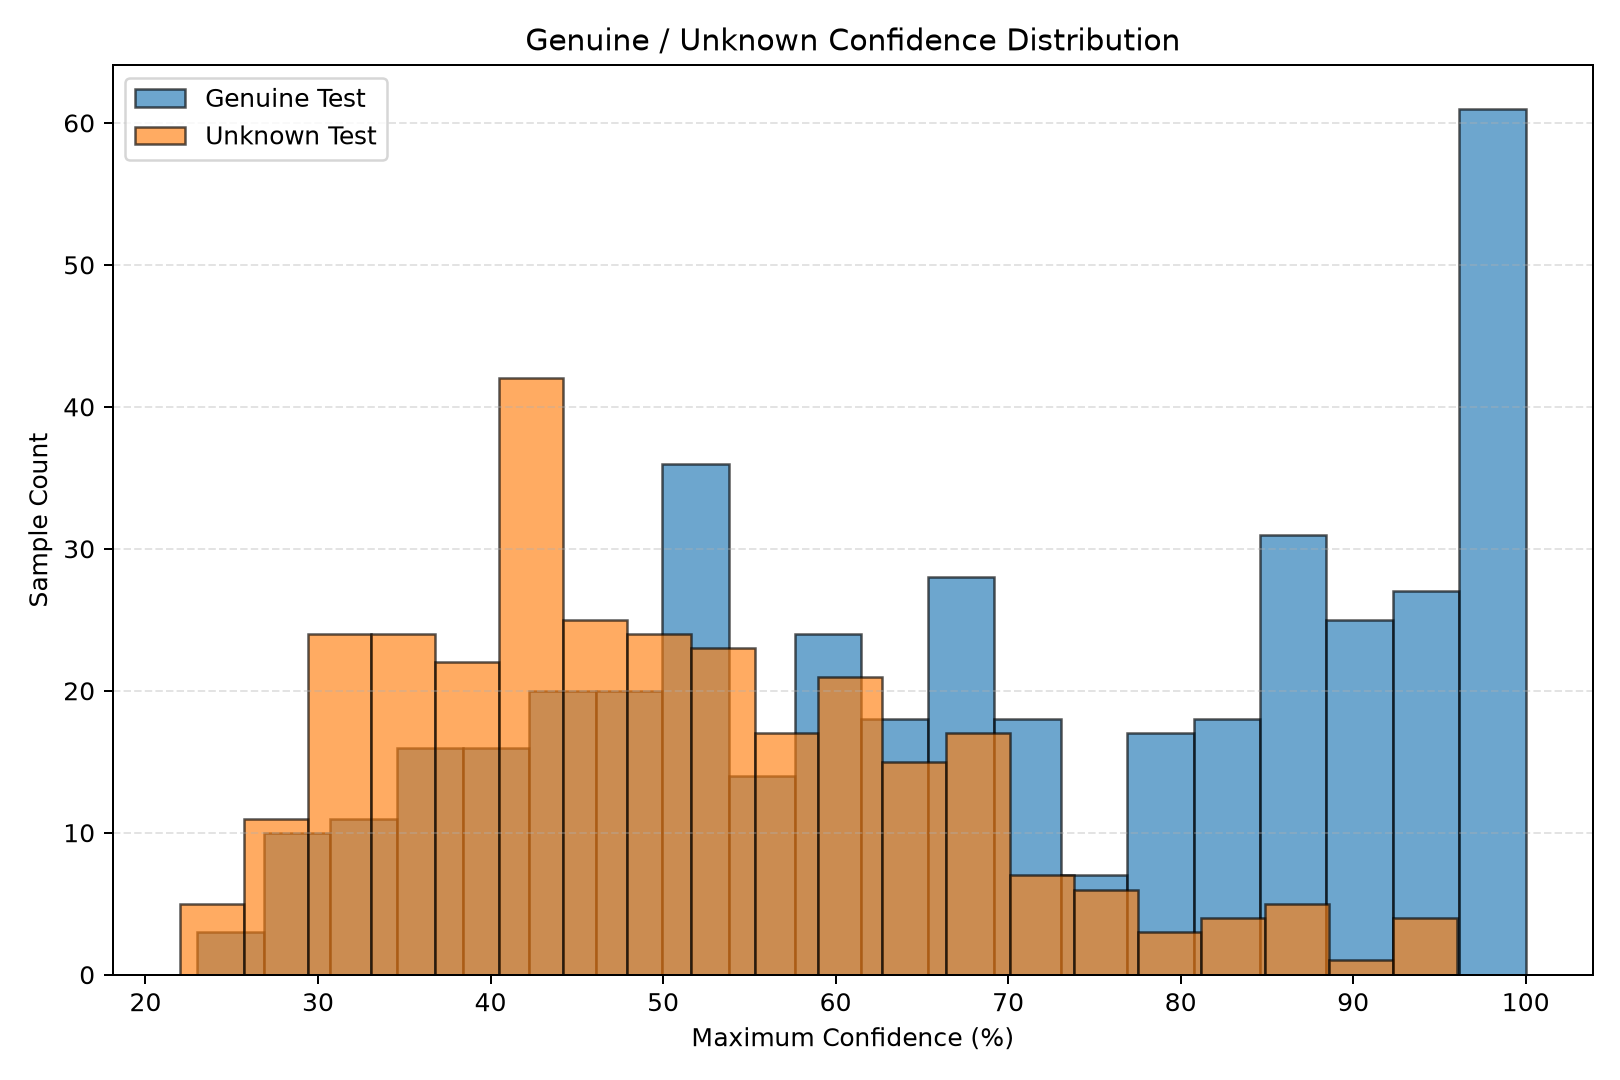 Genuine / Unknown Confidence Distribution
Genuine Test
Unknown Test
60
50
40
30
20
10
0
Sample Count
20 30 40 50 60 70 80 90 100
Maximum Confidence (%)